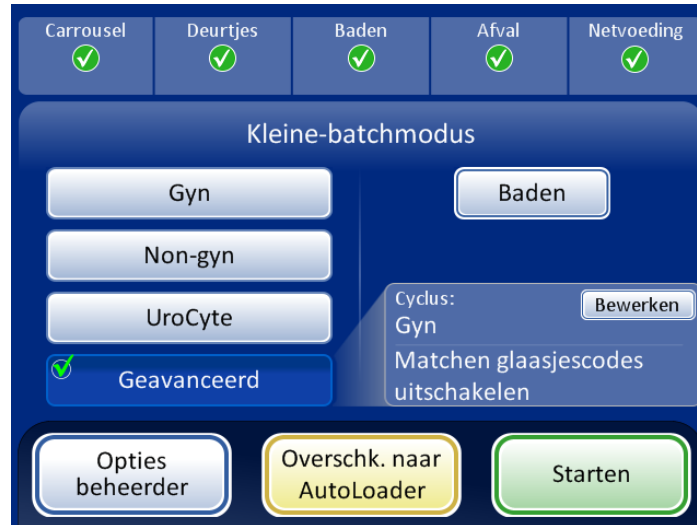 Carrousel
Deurtjes
Baden
Afval
Netvoeding
Kleine-batchmodus
Gyn
Baden
Non-gyn
UroCyte
Cyclus:
Bewerken
Gyn
Geavanceerd
Matchen glaasjescodes
uitschakelen
Opties
beheerder
Overschk. naar
AutoLoader
Starten